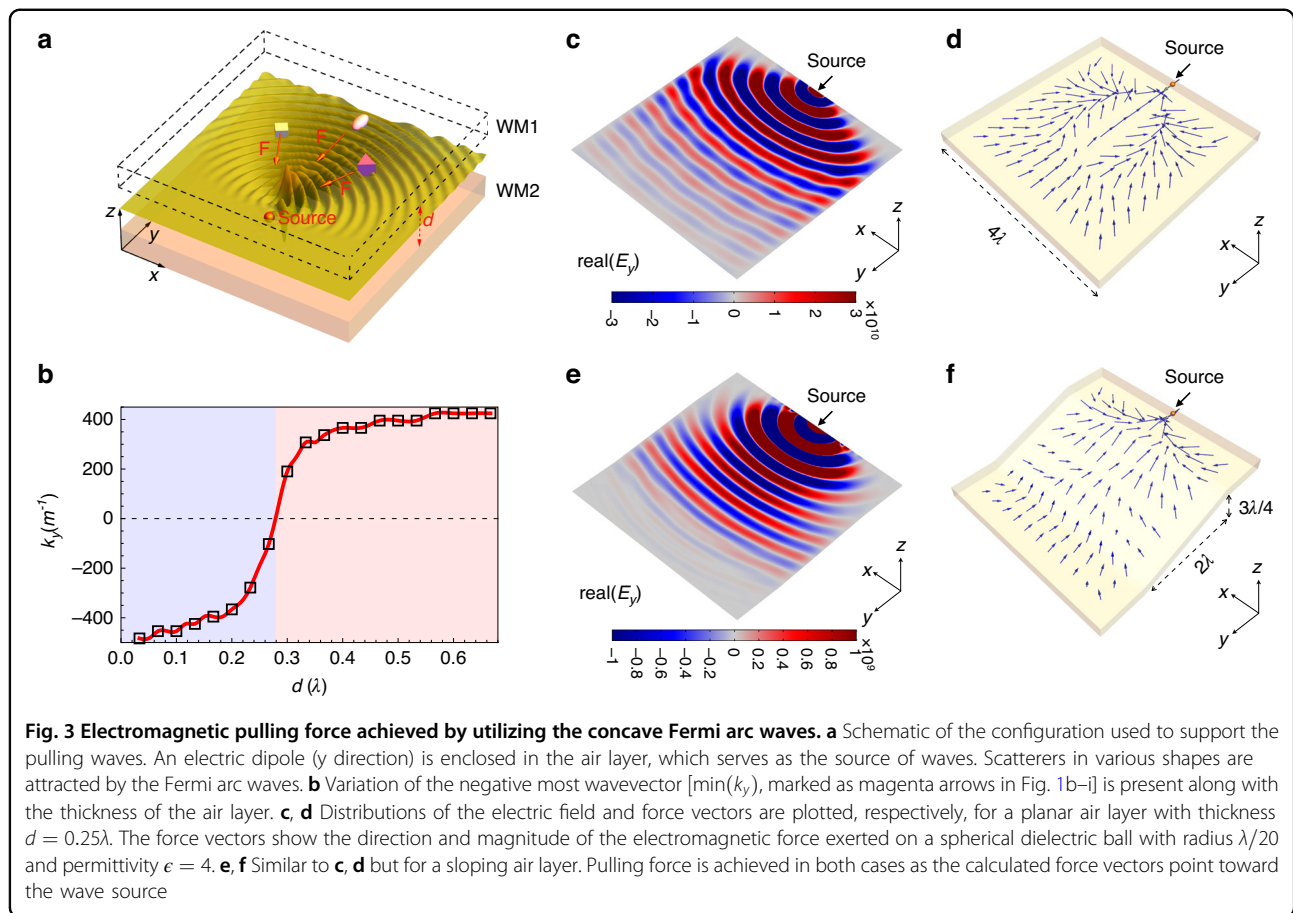 a
WM1
WM2
F
F
F
Source
d
z
y
x
b
k_y(m⁻¹)
400
200
0
−200
−400
0.0 0.1 0.2 0.3 0.4 0.5 0.6
d (λ)
c
Source
z
x
y
real(E_y)
−3 −2 −1 0 1 2 3
×10¹⁰
d
Source
4λ
z
x
y
e
Source
z
x
y
real(E_y)
−1 −0.8 −0.6 −0.4 −0.2 0 0.2 0.4 0.6 0.8 1
×10⁹
f
Source
3λ/4
2λ
z
x
y
Fig. 3 Electromagnetic pulling force achieved by utilizing the concave Fermi arc waves. a Schematic of the configuration used to support the
pulling waves. An electric dipole (y direction) is enclosed in the air layer, which serves as the source of waves. Scatterers in various shapes are
attracted by the Fermi arc waves. b Variation of the negative most wavevector [min(k_y), marked as magenta arrows in Fig. 1b–i] is present along with
the thickness of the air layer. c, d Distributions of the electric field and force vectors are plotted, respectively, for a planar air layer with thickness
d = 0.25λ. The force vectors show the direction and magnitude of the electromagnetic force exerted on a spherical dielectric ball with radius λ/20
and permittivity ϵ = 4. e, f Similar to c, d but for a sloping air layer. Pulling force is achieved in both cases as the calculated force vectors point toward
the wave source